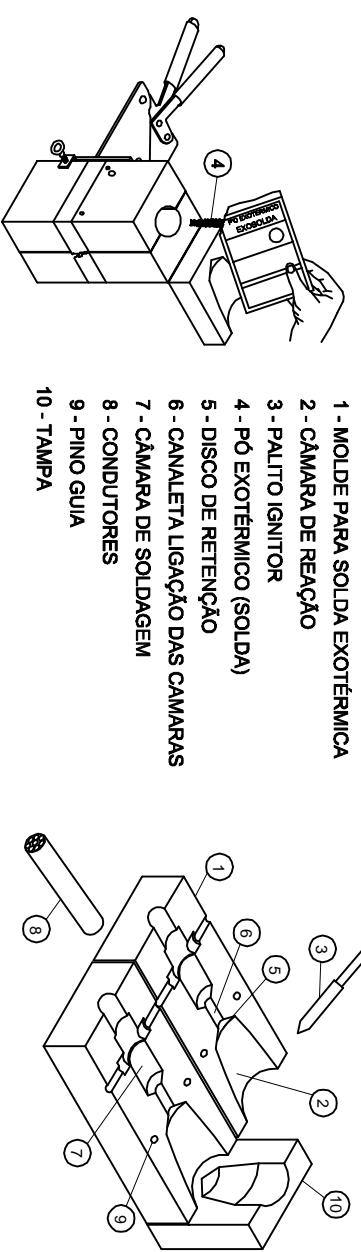 4
PÓ EXOTÉRMICO
EXOSOLDA
1 - MOLDE PARA SOLDA EXOTÉRMICA
2 - CÂMARA DE REAÇÃO
3 - PALITO IGNITOR
4 - PÓ EXOTÉRMICO (SOLDA)
5 - DISCO DE RETENÇÃO
6 - CANALETA LIGAÇÃO DAS CAMARAS
7 - CÂMARA DE SOLDAGEM
8 - CONDUTORES
9 - PINO GUIA
10 - TAMPA
1
6
5
3
2
10
8
7
9